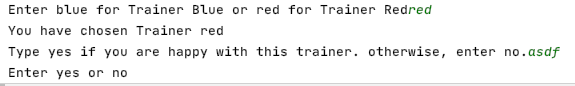 Enter blue for Trainer Blue or red for Trainer Redred
You have chosen Trainer red
Type yes if you are happy with this trainer. otherwise, enter no.asdf
Enter yes or no